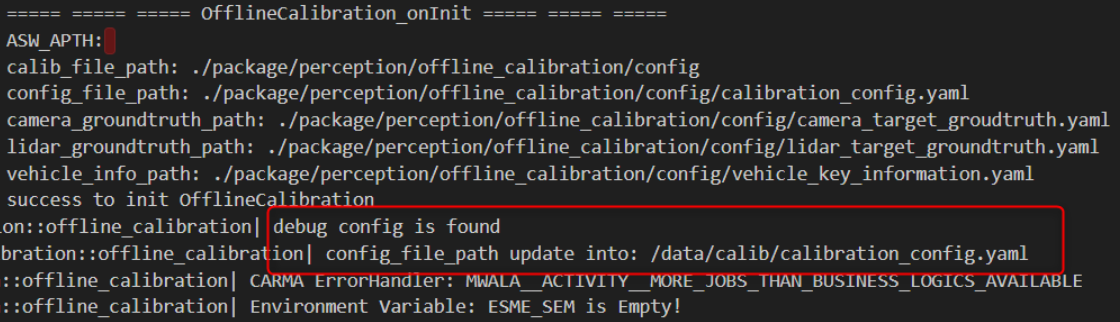 ===== ===== ===== OfflineCalibration_onInit ===== ===== =====
ASW_APTH:
calib_file_path: ./package/perception/offline_calibration/config
config_file_path: ./package/perception/offline_calibration/config/calibration_config.yaml
camera_groundtruth_path: ./package/perception/offline_calibration/config/camera_target_groudtruth.yaml
lidar_groundtruth_path: ./package/perception/offline_calibration/config/lidar_target_groudtruth.yaml
vehicle_info_path: ./package/perception/offline_calibration/config/vehicle_key_information.yaml
success to init OfflineCalibration
ion::offline_calibration| debug config is found
ibration::offline_calibration| config_file_path update into: /data/calib/calibration_config.yaml
n::offline_calibration| CARMA ErrorHandler: MWALA__ACTIVITY__MORE_JOBS_THAN_BUSINESS_LOGICS_AVAILABLE
n::offline_calibration| Environment Variable: ESME_SEM is Empty!